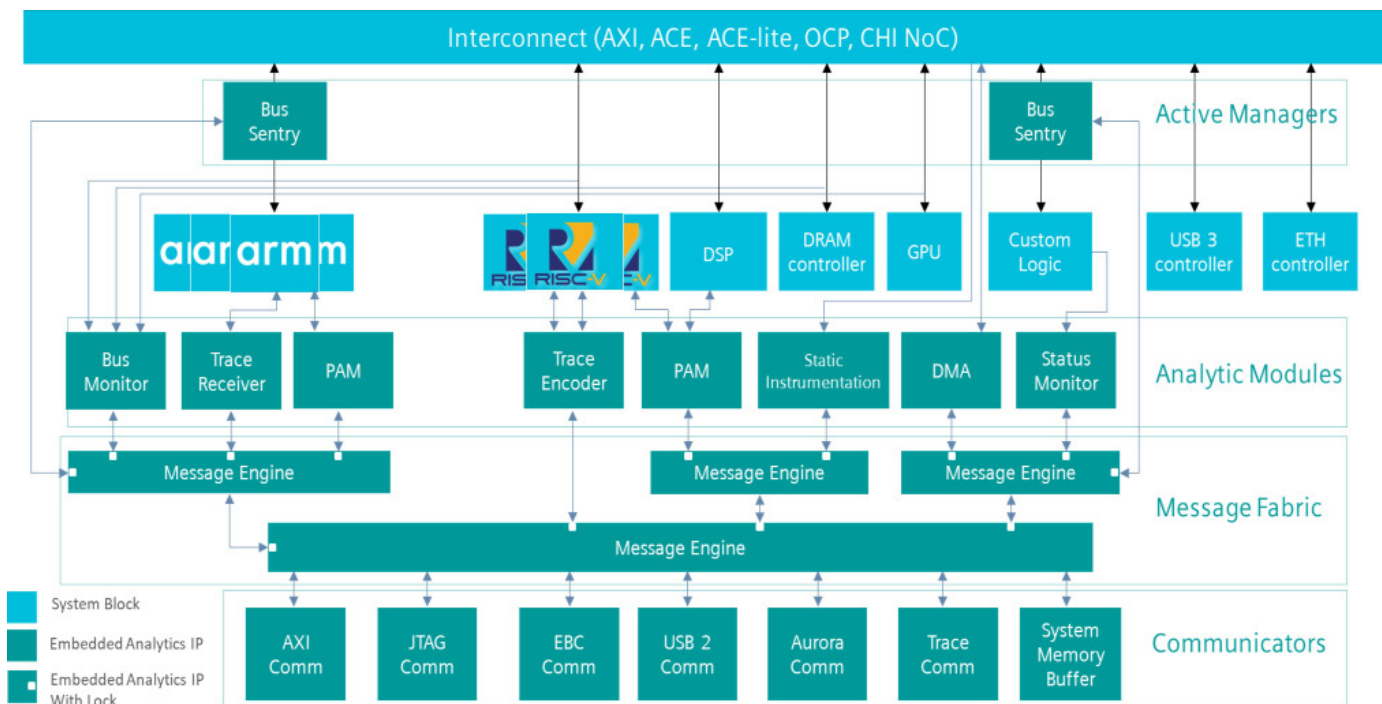 Interconnect (AXI, ACE, ACE-lite, OCP, CHI NoC)
Bus
Sentry
Bus
Sentry
Active Managers
ar
ar
arm
m
RIS
RISC-V
C-V
DSP
DRAM
controller
GPU
Custom
Logic
USB 3
controller
ETH
controller
Bus
Monitor
Trace
Receiver
PAM
Trace
Encoder
PAM
Static
Instrumentation
DMA
Status
Monitor
Analytic Modules
Message Engine
Message Engine
Message Engine
Message Fabric
Message Engine
System Block
Embedded Analytics IP
Embedded Analytics IP
With Lock
AXI
Comm
JTAG
Comm
EBC
Comm
USB 2
Comm
Aurora
Comm
Trace
Comm
System
Memory
Buffer
Communicators